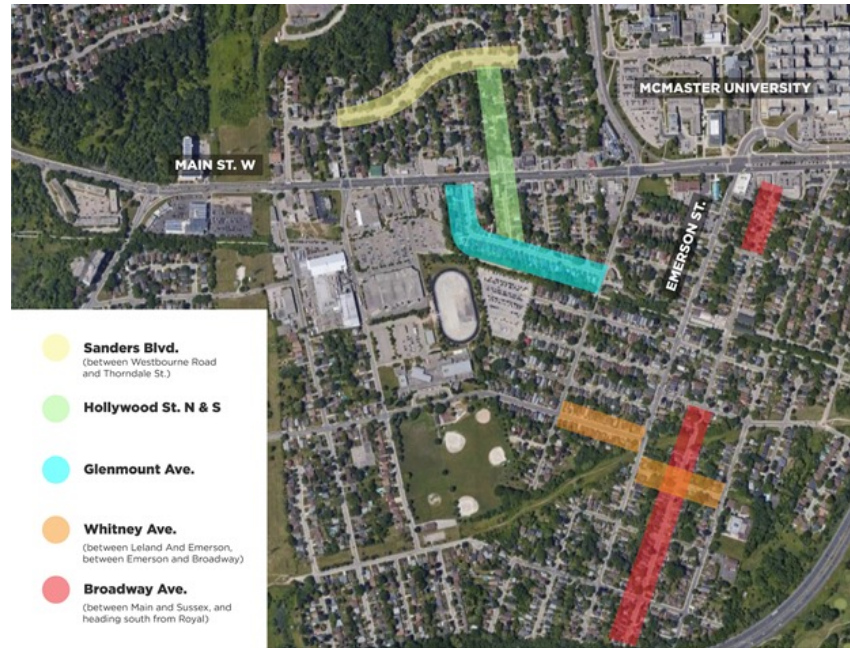 MCMASTER UNIVERSITY
MAIN ST. W
EMERSON ST.
Sanders Blvd.
(between Westbourne Road
and Thorndale St.)
Hollywood St. N & S
Glenmount Ave.
Whitney Ave.
(between Leland And Emerson,
between Emerson and Broadway)
Broadway Ave.
(between Main and Sussex, and
heading south from Royal)